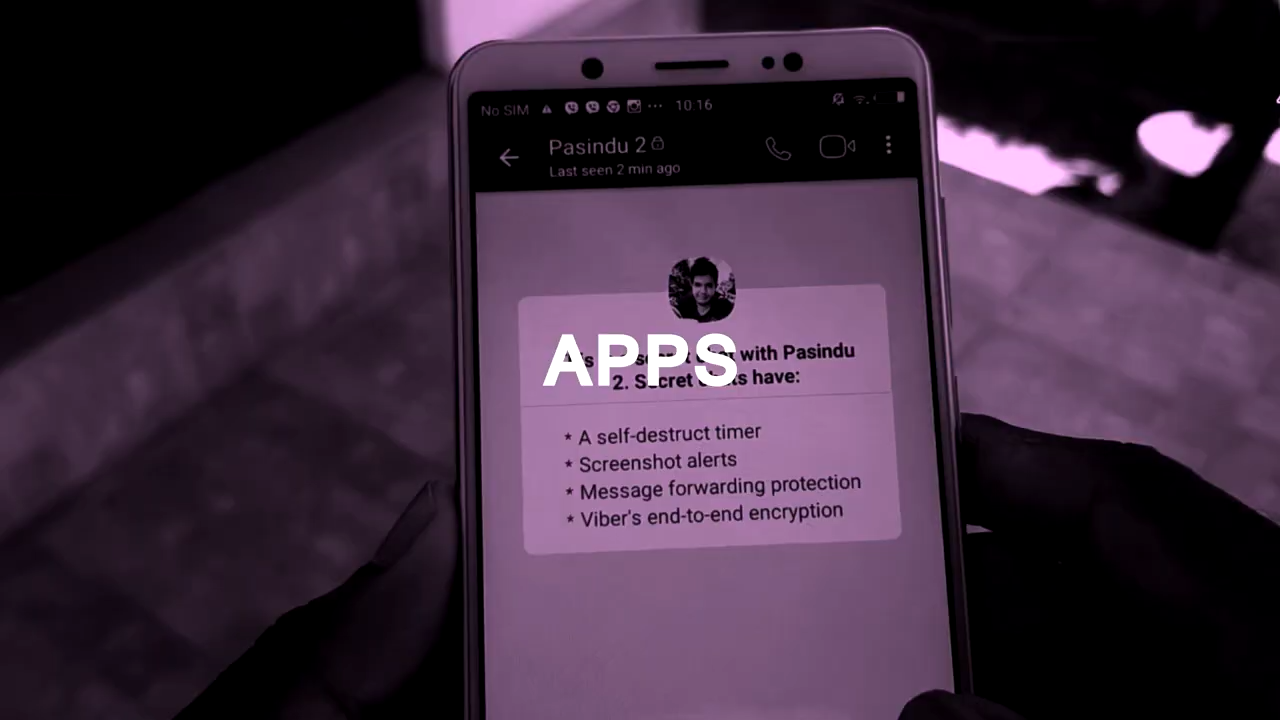 No SIM 10:16
Pasindu 2
Last seen 2 min ago
APPS
with Pasindu
2. Secret chats have:
* A self-destruct timer
* Screenshot alerts
* Message forwarding protection
* Viber's end-to-end encryption